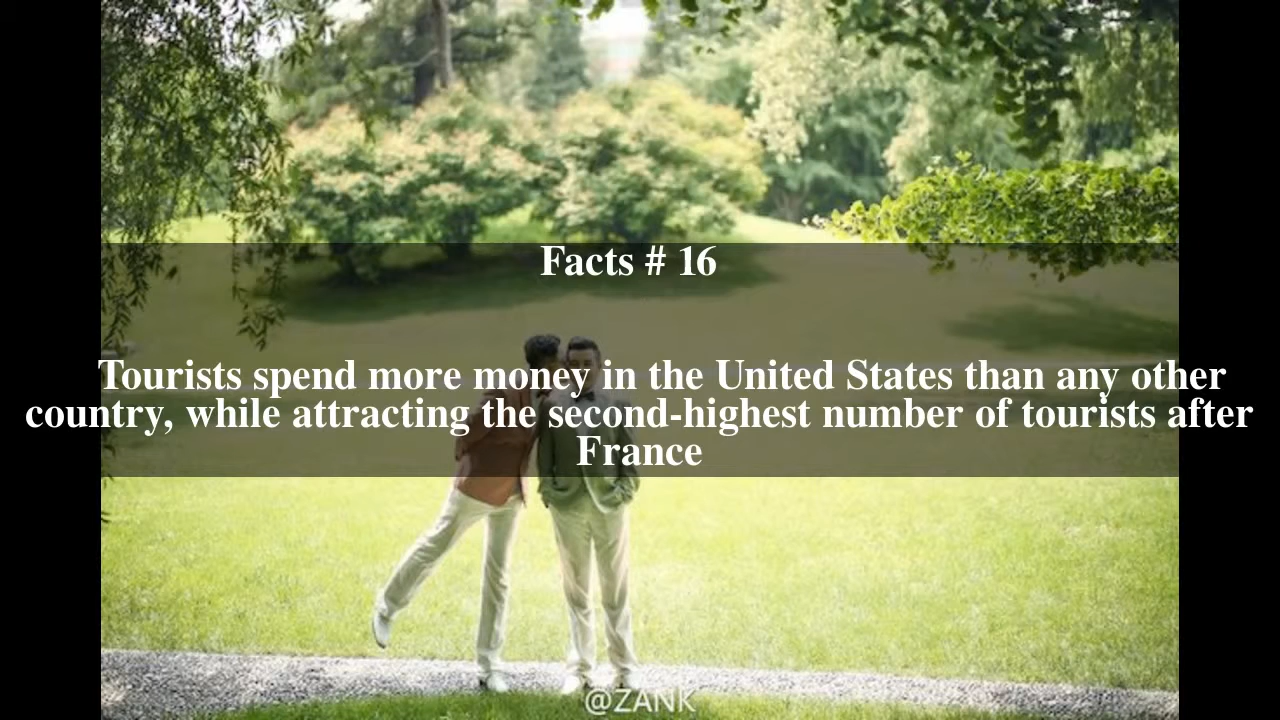 Facts # 16
Tourists spend more money in the United States than any other
country, while attracting the second-highest number of tourists after
France
@ZANK